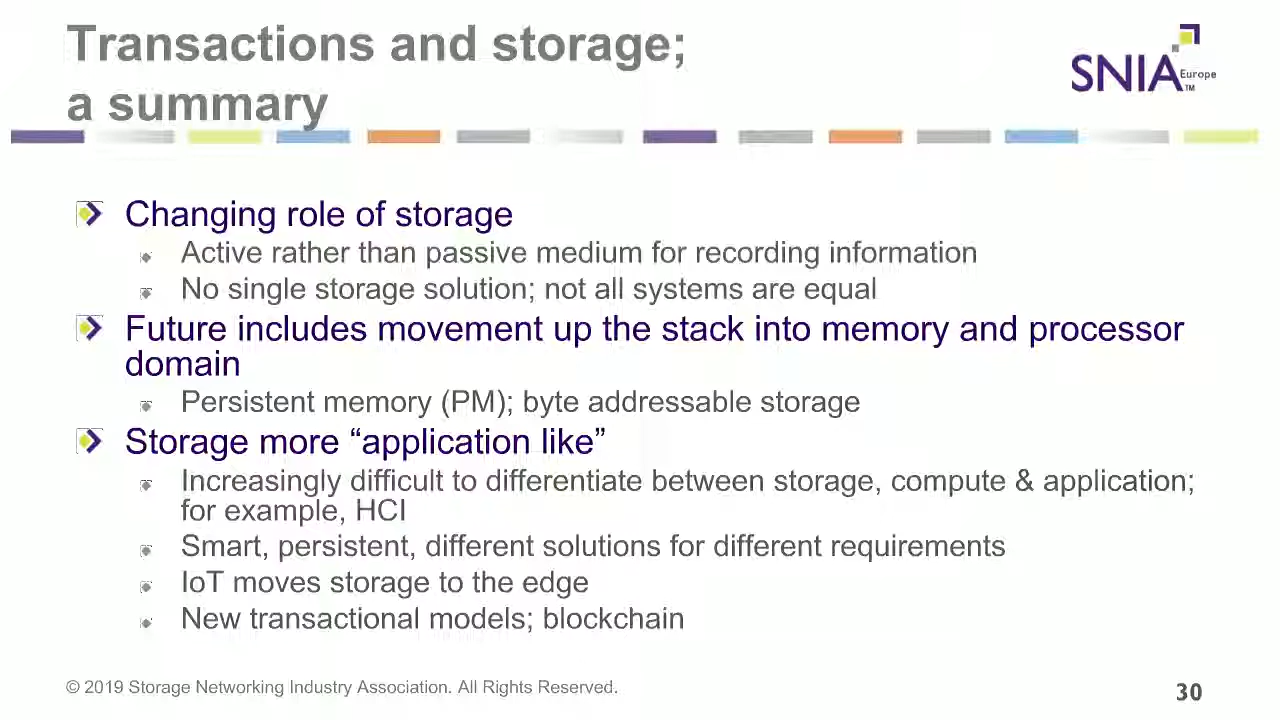 Transactions and storage;
a summary
SNIA Europe
TM
Changing role of storage
Active rather than passive medium for recording information
No single storage solution; not all systems are equal
Future includes movement up the stack into memory and processor
domain
Persistent memory (PM); byte addressable storage
Storage more “application like”
Increasingly difficult to differentiate between storage, compute & application;
for example, HCI
Smart, persistent, different solutions for different requirements
IoT moves storage to the edge
New transactional models; blockchain
© 2019 Storage Networking Industry Association. All Rights Reserved.
30